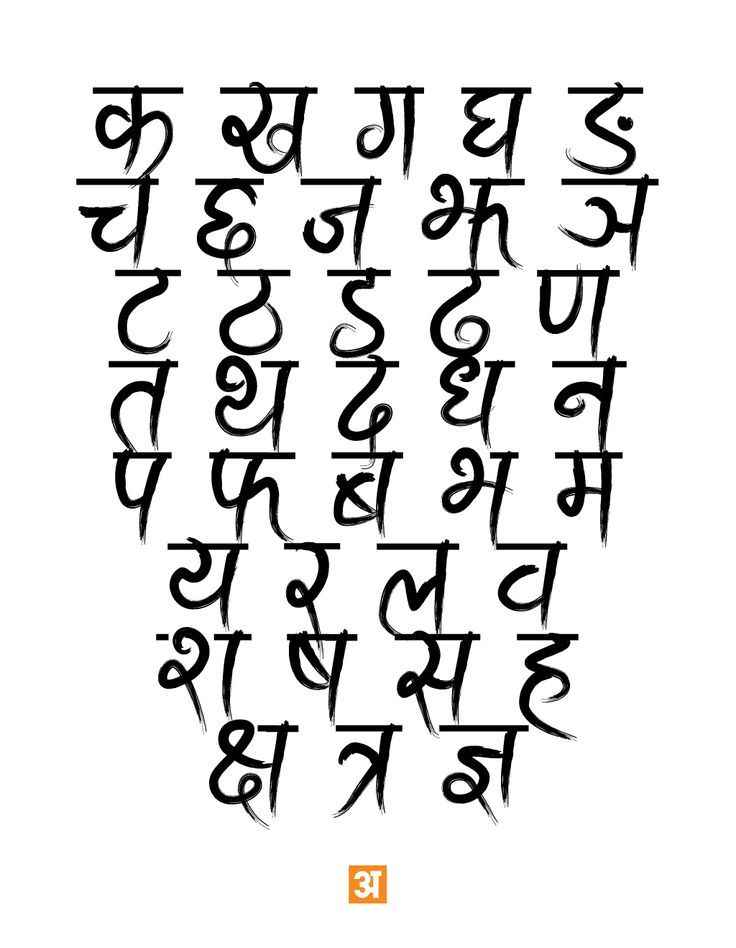 क ख ग घ ङ
च छ ज झ ञ
ट ठ ड ढ ण
त थ द ध न
प फ ब भ म
य र ल व
श ष स ह
क्ष त्र ज्ञ
अ